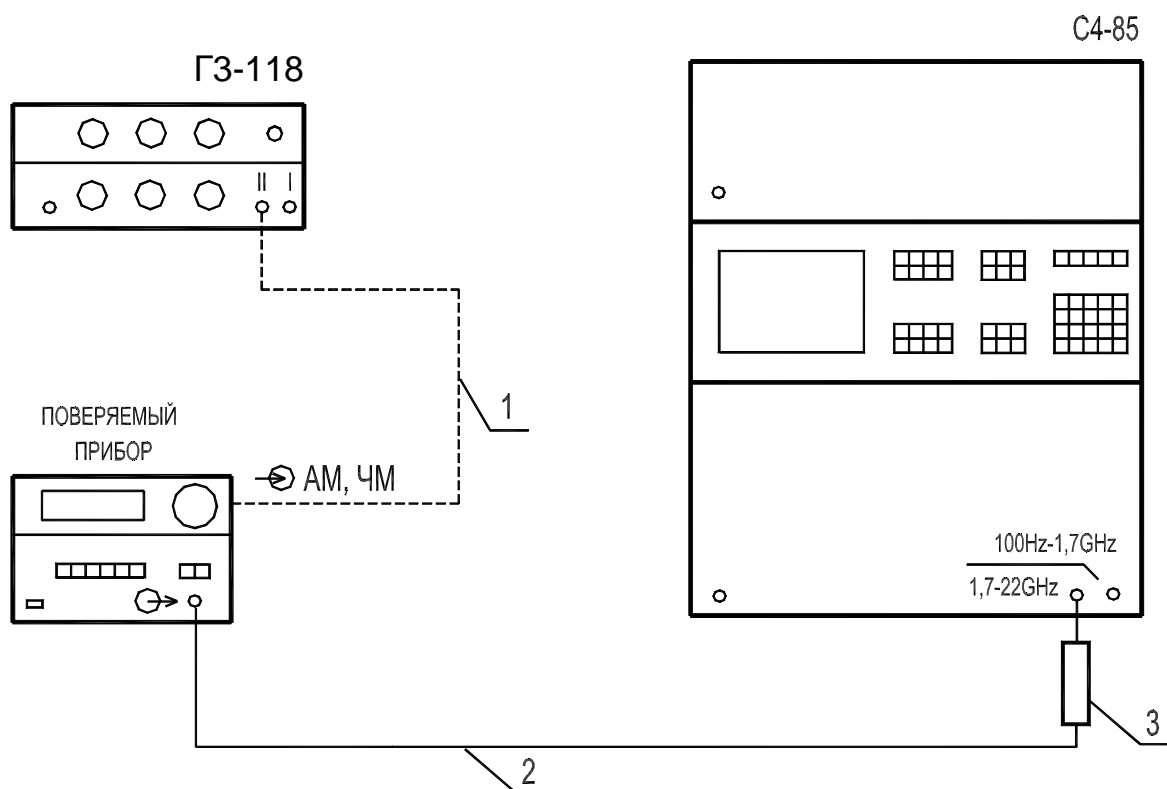 С4-85
Г3-118
II I
1
ПОВЕРЯЕМЫЙ
ПРИБОР
АМ, ЧМ
100Hz-1,7GHz
1,7-22GHz
3
2